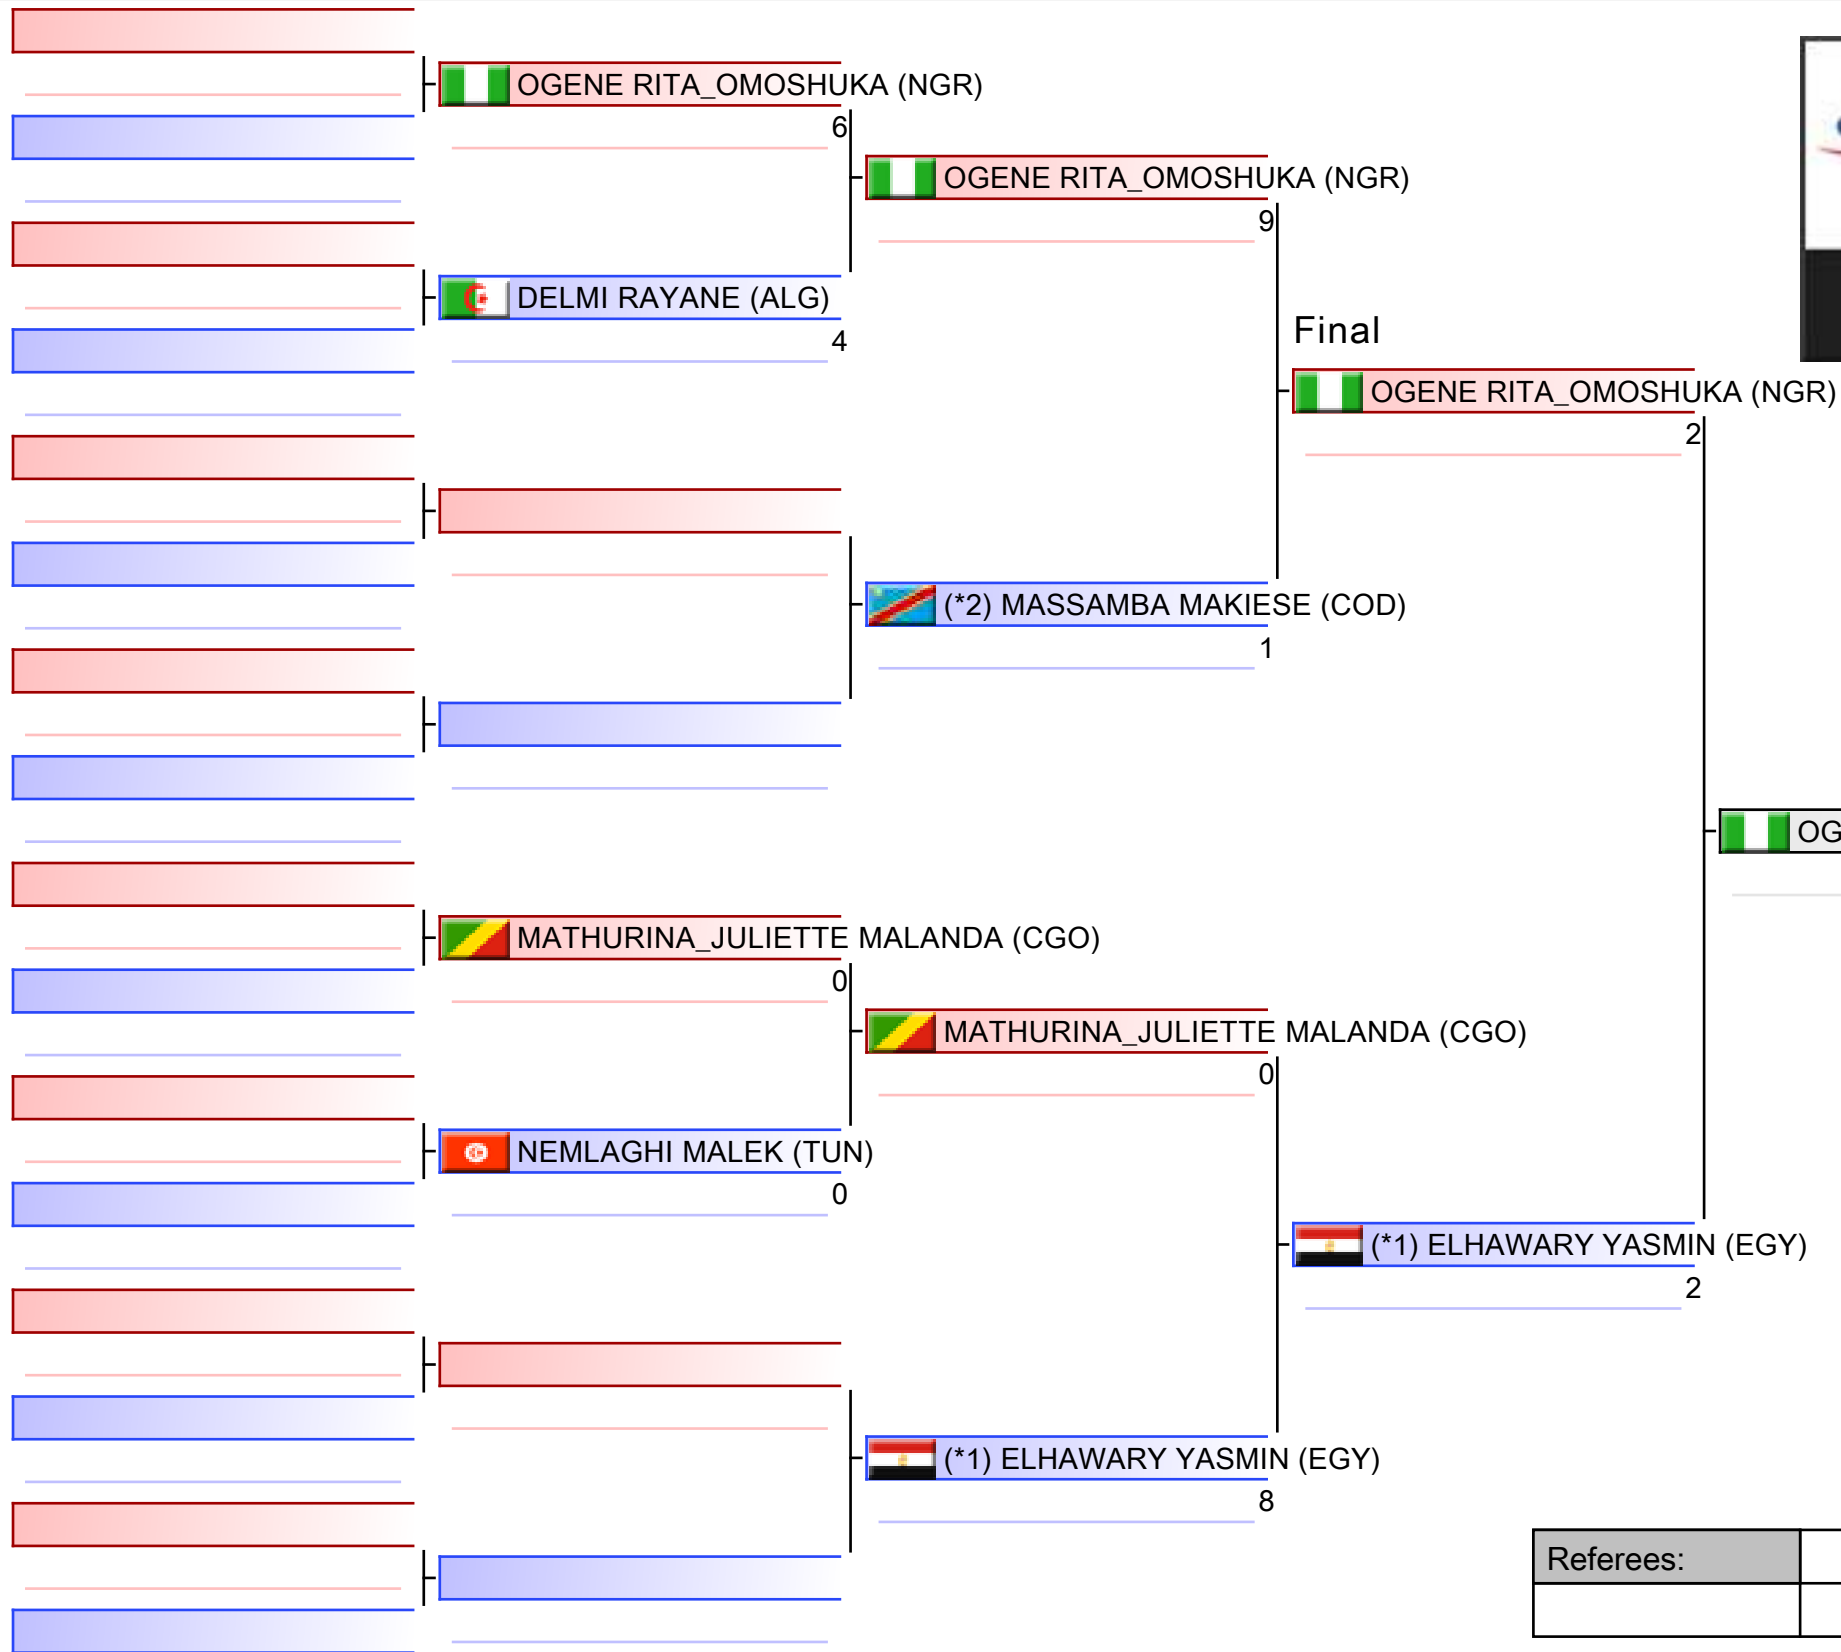 OGENE RITA_OMOSHUKA (NGR)
6
DELMI RAYANE (ALG)
4
OGENE RITA_OMOSHUKA (NGR)
9
(*2) MASSAMBA MAKIESE (COD)
1
Final
OGENE RITA_OMOSHUKA (NGR)
2
MATHURINA_JULIETTE MALANDA (CGO)
0
NEMLAGHI MALEK (TUN)
0
MATHURINA_JULIETTE MALANDA (CGO)
0
(*1) ELHAWARY YASMIN (EGY)
8
(*1) ELHAWARY YASMIN (EGY)
2
OG
Referees: